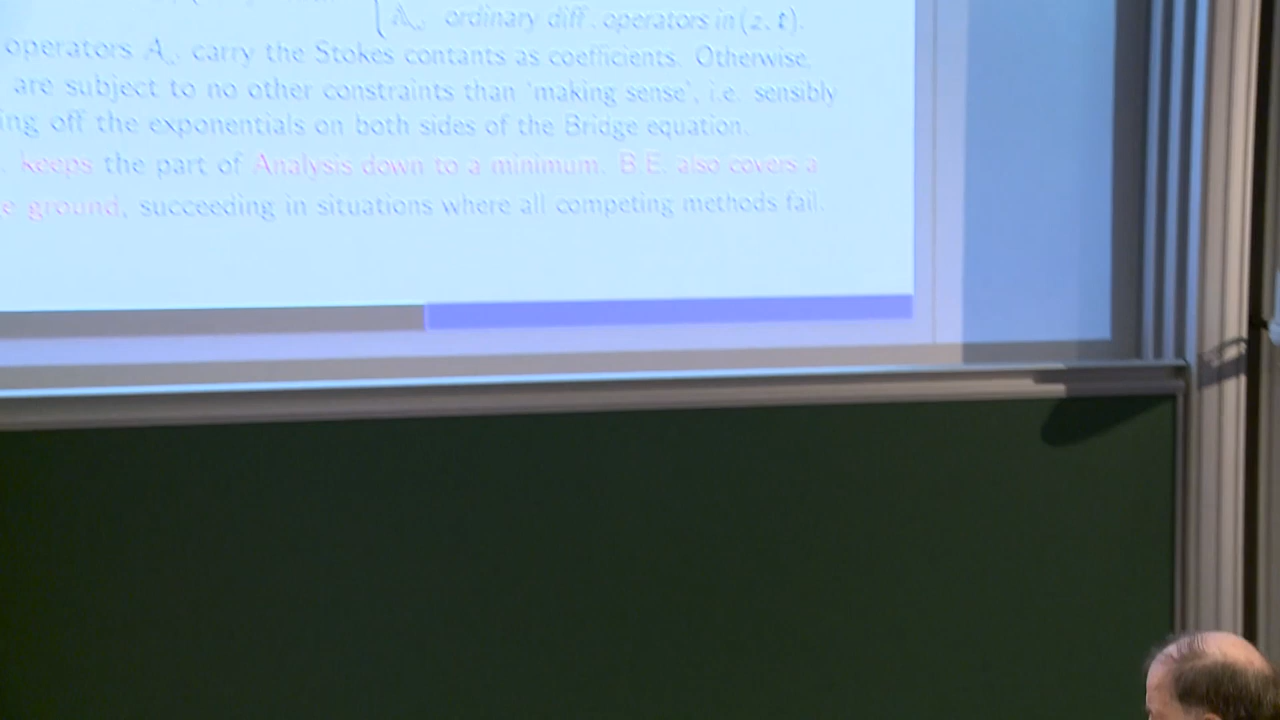 ordinary diff. operators in (z, t).
operators A_ω carry the Stokes contants as coefficients. Otherwise,
are subject to no other constraints than 'making sense', i.e. sensibly
ing off the exponentials on both sides of the Bridge equation.
. keeps the part of Analysis down to a minimum. B.E. also covers a
e ground, succeeding in situations where all competing methods fail.